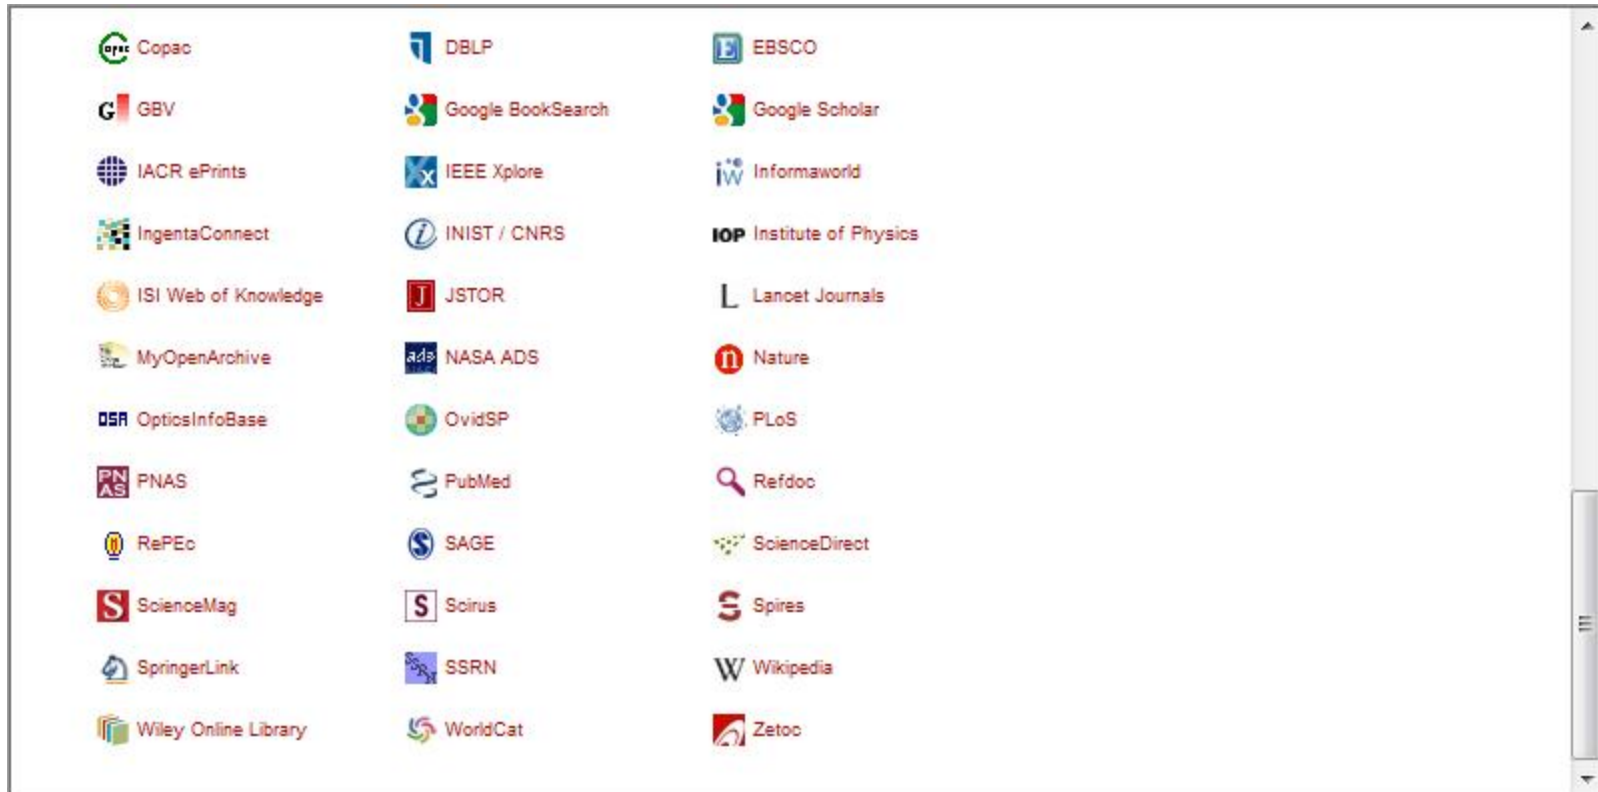 Copac DBLP EBSCO
GBV Google BookSearch Google Scholar
IACR ePrints IEEE Xplore Informaworld
IngentaConnect INIST / CNRS IOP Institute of Physics
ISI Web of Knowledge JSTOR Lancet Journals
MyOpenArchive ads NASA ADS Nature
OSA OpticsInfoBase OvidSP PLoS
PNAS PNAS PubMed Refdoc
RePEc SAGE ScienceDirect
ScienceMag Scirus Spires
SpringerLink SSRN SSRN Wikipedia
Wiley Online Library WorldCat Zetoc